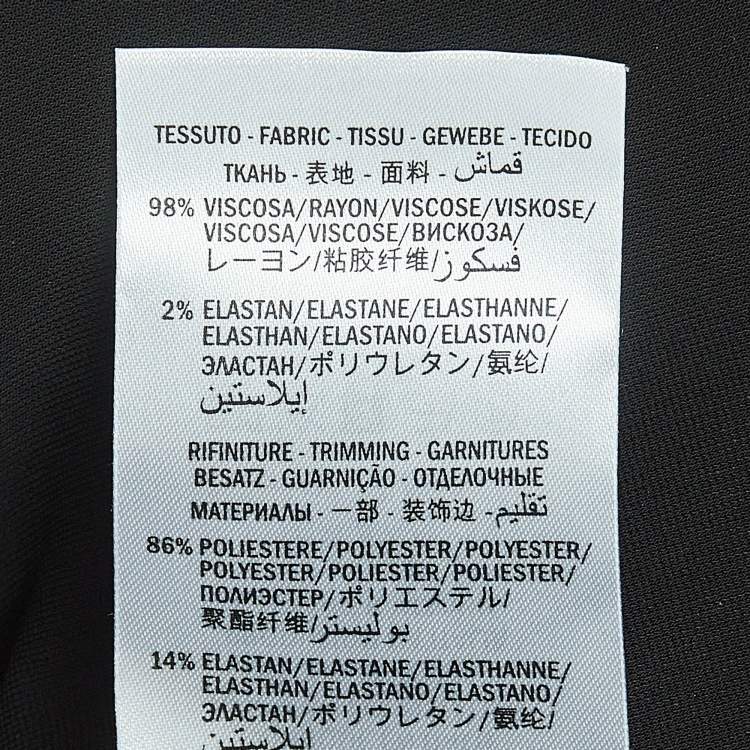 TESSUTO - FABRIC - TISSU - GEWEBE - TECIDO
ТКАНЬ - 表地 - 面料 - قماش
98% VISCOSA/RAYON/VISCOSE/VISKOSE/
VISCOSA/VISCOSE/ВИСКОЗА/
レーヨン/粘胶纤维/فسكوز
2% ELASTAN/ELASTANE/ELASTHANNE/
ELASTHAN/ELASTANO/ELASTANO/
ЭЛАСТАН/ポリウレタン/氨纶/
إيلاستين
RIFINITURE - TRIMMING - GARNITURES
BESATZ - GUARNIÇÃO - ОТДЕЛОЧНЫЕ
МАТЕРИАЛЫ - 一部 - 装饰边 - تقليم
86% POLIESTERE/POLYESTER/POLYESTER/
POLYESTER/POLIESTER/POLIESTER/
ПОЛИЭСТЕР/ポリエステル/
聚酯纤维/بوليستر
14% ELASTAN/ELASTANE/ELASTHANNE/
ELASTHAN/ELASTANO/ELASTANO/
ЭЛАСТАН/ポリウレタン/氨纶/
إيلاستين